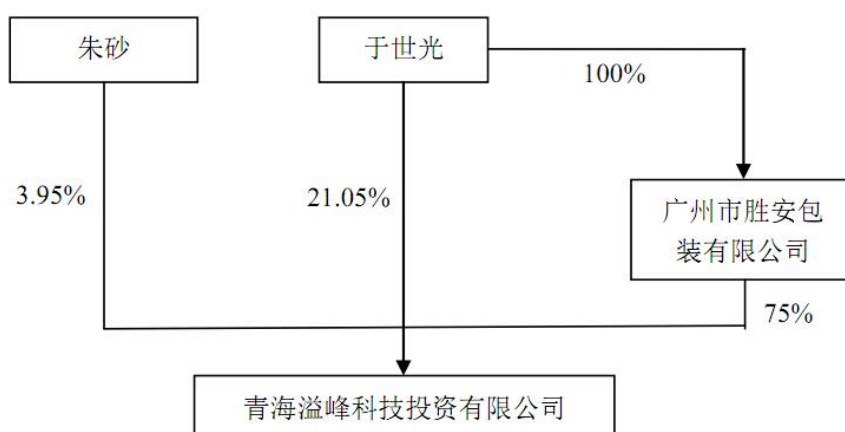 朱砂
于世光
100%
3.95%
21.05%
广州市胜安包
装有限公司
75%
青海溢峰科技投资有限公司